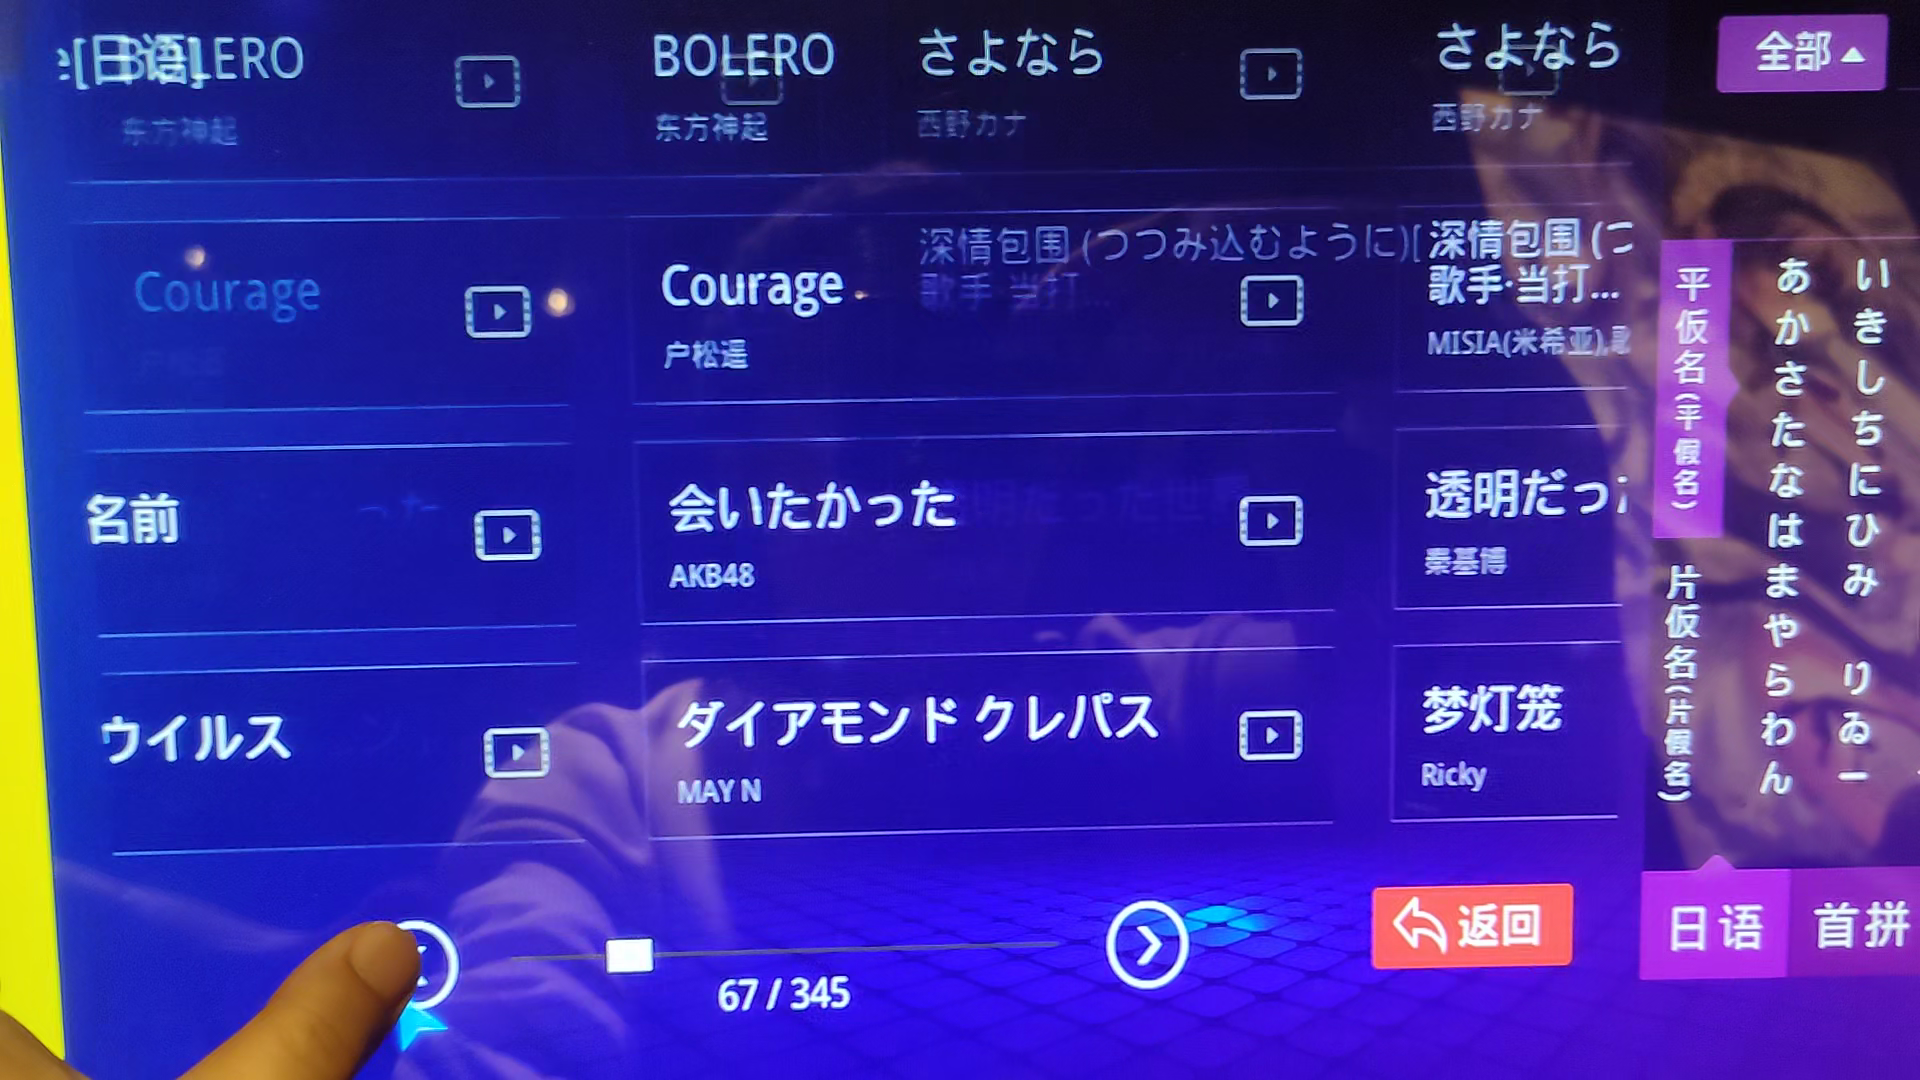 [日语]
BOLERO
东方神起
BOLERO
东方神起
さよなら
西野カナ
さよなら
西野カナ
全部
Courage
户松遥
Courage
户松遥
深情包围 (つつみ込むように)[
歌手·当打...
深情包围 (つ
歌手·当打...
MISIA(米希亚),歌
名前
会いたかった
AKB48
透明だった
秦基博
ウイルス
ダイアモンド クレパス
MAY N
梦灯笼
Ricky
平仮名(平假名)
片仮名(片假名)
あかさたなはまやらわん
いきしちにひみ りゐー
67 / 345
返回
日语
首拼